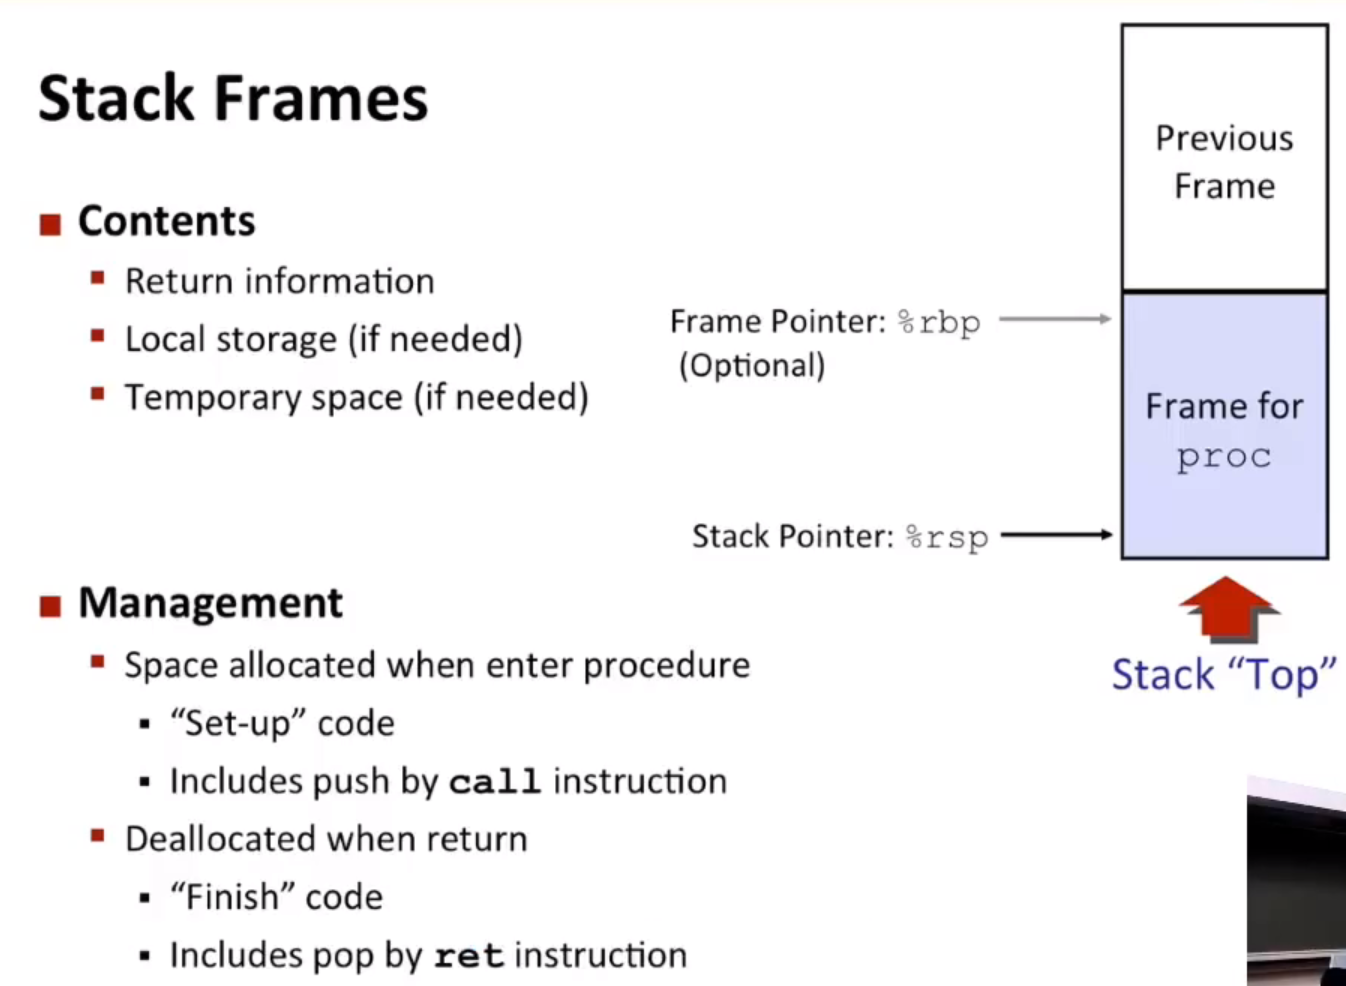 Stack Frames
■ Contents
▪ Return information
▪ Local storage (if needed)
▪ Temporary space (if needed)
■ Management
▪ Space allocated when enter procedure
▪ “Set-up” code
▪ Includes push by call instruction
▪ Deallocated when return
▪ “Finish” code
▪ Includes pop by ret instruction
Previous
Frame
Frame Pointer: %rbp
(Optional)
Frame for
proc
Stack Pointer: %rsp
Stack “Top”